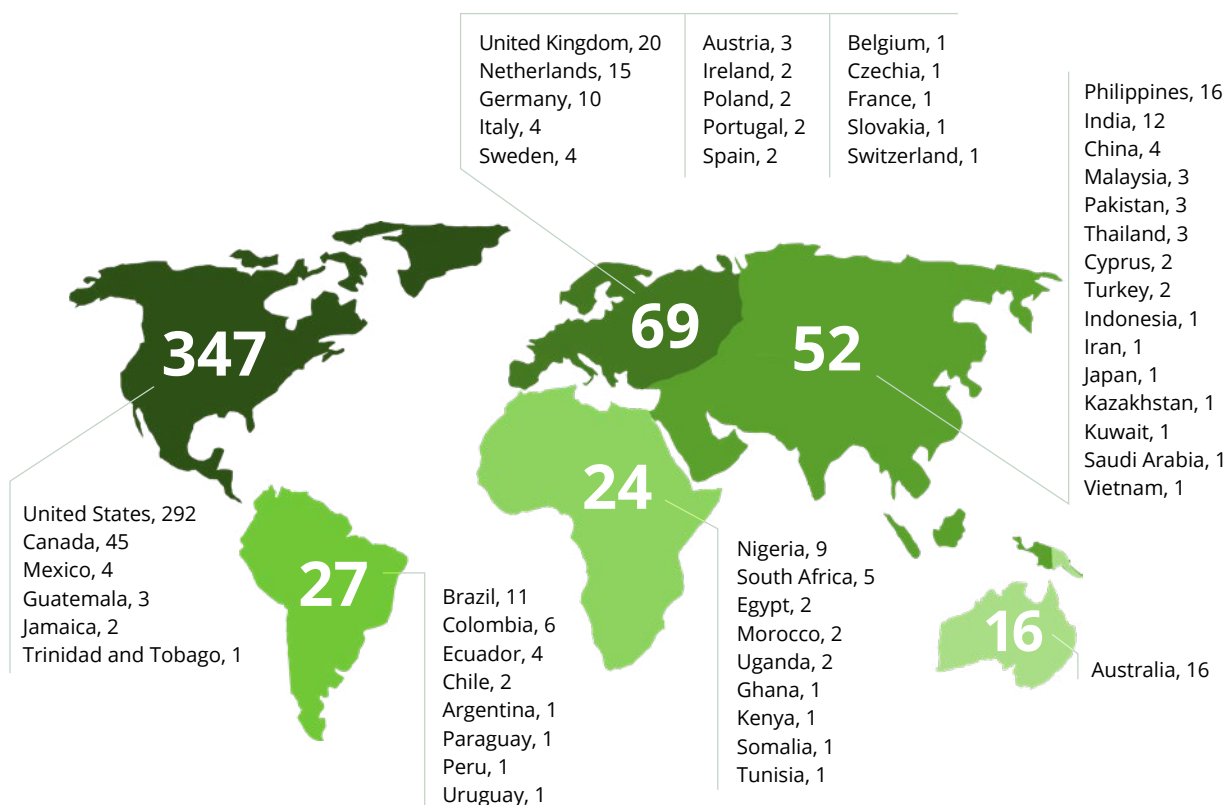 United Kingdom, 20
Netherlands, 15
Germany, 10
Italy, 4
Sweden, 4
Austria, 3
Ireland, 2
Poland, 2
Portugal, 2
Spain, 2
Belgium, 1
Czechia, 1
France, 1
Slovakia, 1
Switzerland, 1
Philippines, 16
India, 12
China, 4
Malaysia, 3
Pakistan, 3
Thailand, 3
Cyprus, 2
Turkey, 2
Indonesia, 1
Iran, 1
Japan, 1
Kazakhstan, 1
Kuwait, 1
Saudi Arabia, 1
Vietnam, 1
347
69
52
24
27
16
United States, 292
Canada, 45
Mexico, 4
Guatemala, 3
Jamaica, 2
Trinidad and Tobago, 1
Brazil, 11
Colombia, 6
Ecuador, 4
Chile, 2
Argentina, 1
Paraguay, 1
Peru, 1
Uruguay, 1
Nigeria, 9
South Africa, 5
Egypt, 2
Morocco, 2
Uganda, 2
Ghana, 1
Kenya, 1
Somalia, 1
Tunisia, 1
Australia, 16